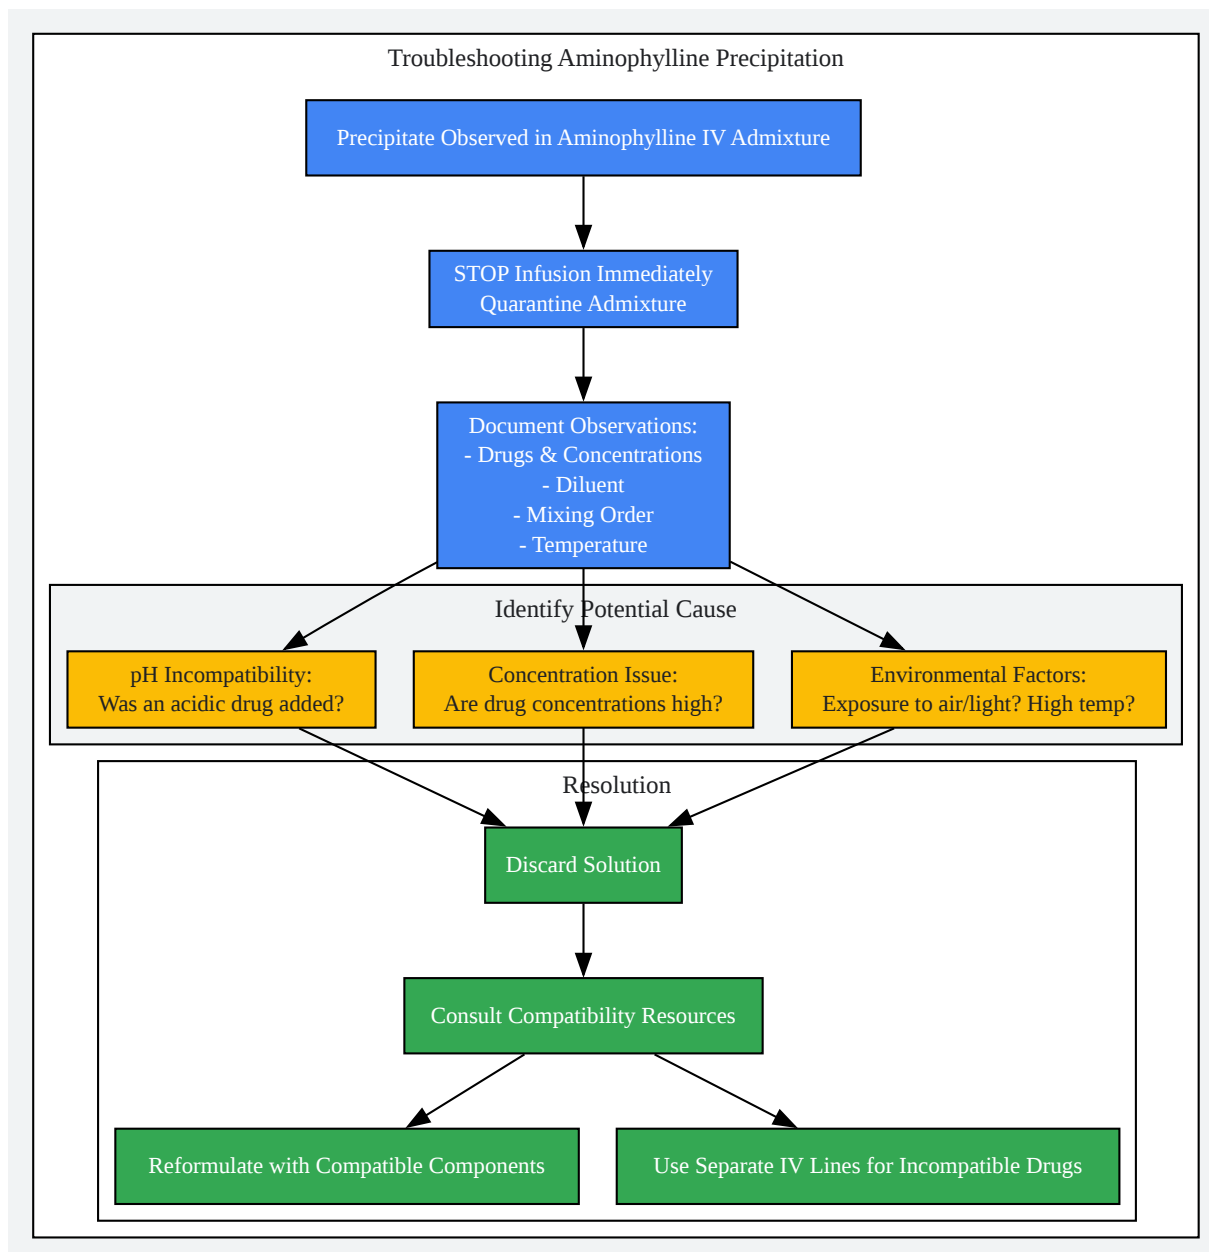 Troubleshooting Aminophylline Precipitation
Precipitate Observed in Aminophylline IV Admixture
STOP Infusion Immediately
Quarantine Admixture
Document Observations:
- Drugs & Concentrations
- Diluent
- Mixing Order
- Temperature
Identify Potential Cause
pH Incompatibility:
Was an acidic drug added?
Concentration Issue:
Are drug concentrations high?
Environmental Factors:
Exposure to air/light? High temp?
Resolution
Discard Solution
Consult Compatibility Resources
Reformulate with Compatible Components
Use Separate IV Lines for Incompatible Drugs